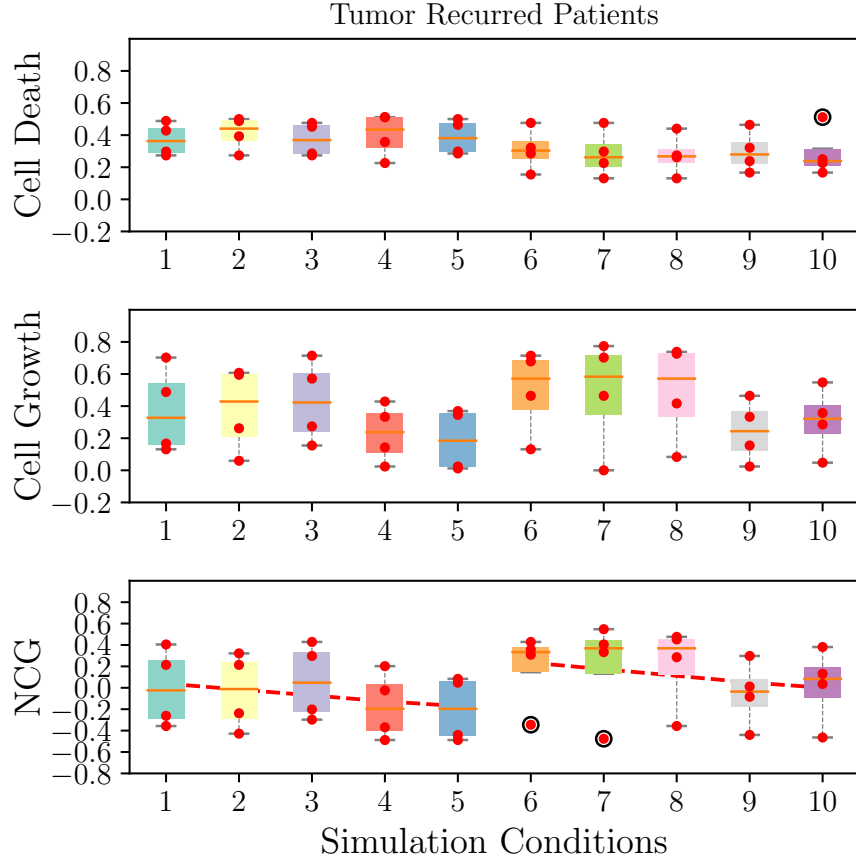 Tumor Recurred Patients
Cell Death
0.8
0.6
0.4
0.2
0.0
−0.2
1 2 3 4 5 6 7 8 9 10
Cell Growth
0.8
0.6
0.4
0.2
0.0
−0.2
1 2 3 4 5 6 7 8 9 10
NCG
0.8
0.6
0.4
0.2
0.0
−0.2
−0.4
−0.6
−0.8
1 2 3 4 5 6 7 8 9 10
Simulation Conditions